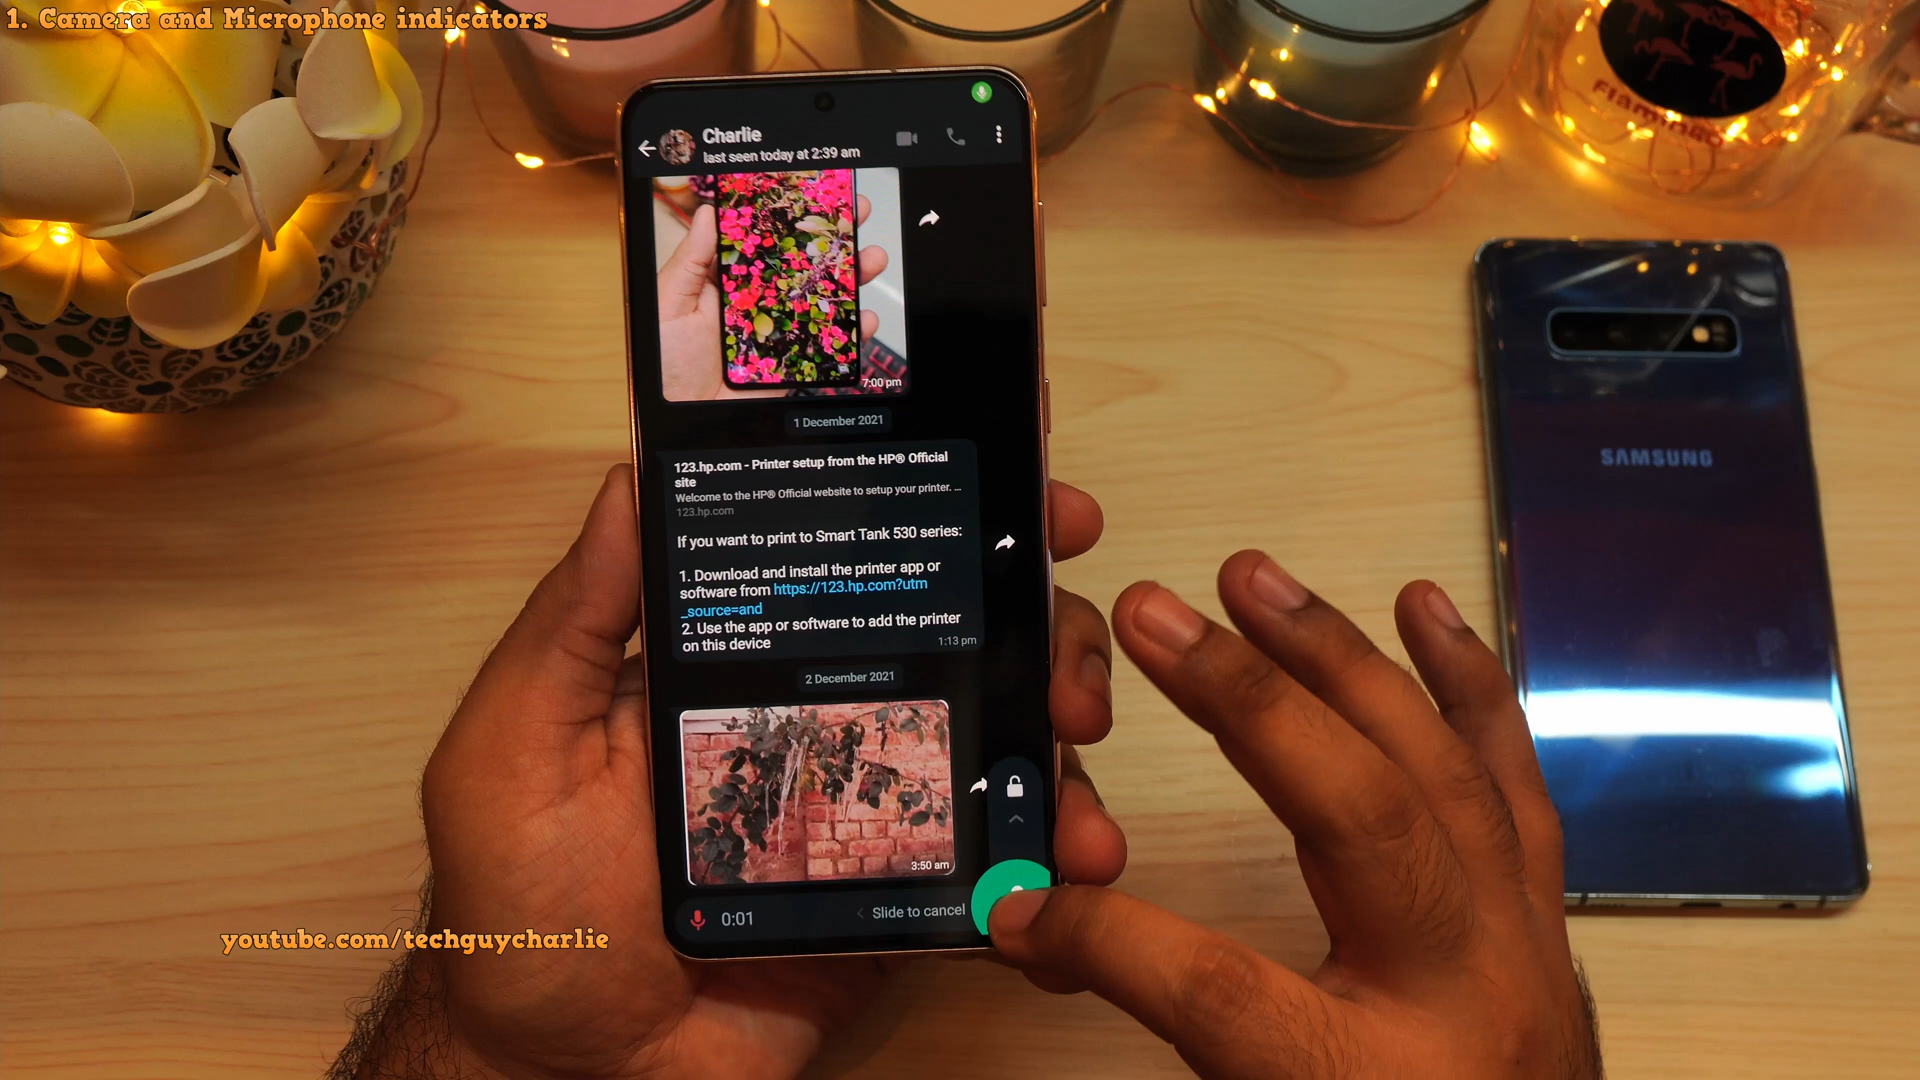 1. Camera and Microphone indicators
FLAMINGO
Charlie
last seen today at 2:39 am
7:00 pm
1 December 2021
123.hp.com - Printer setup from the HP® Official
site
Welcome to the HP® Official website to setup your printer. ...
123.hp.com
If you want to print to Smart Tank 530 series:
1. Download and install the printer app or
software from https://123.hp.com?utm
_source=and
2. Use the app or software to add the printer
on this device
1:13 pm
2 December 2021
3:50 am
0:01
< Slide to cancel
SAMSUNG
youtube.com/techguycharlie